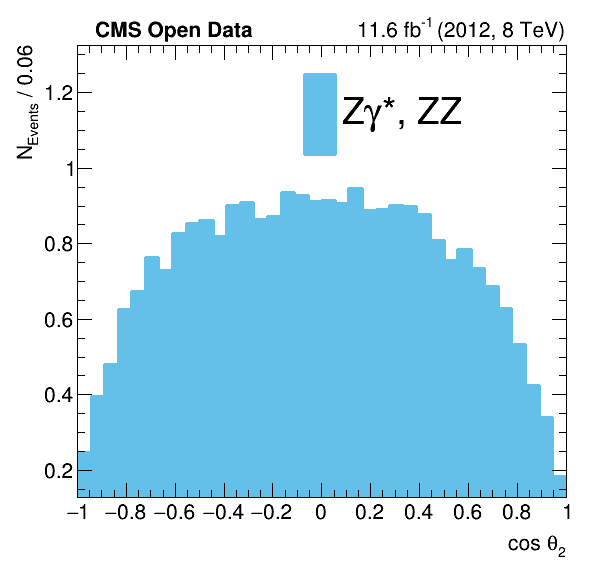 CMS Open Data 11.6 fb⁻¹ (2012, 8 TeV)
N_Events / 0.06
Zγ*, ZZ
1.2
1
0.8
0.6
0.4
0.2
−1 −0.8 −0.6 −0.4 −0.2 0 0.2 0.4 0.6 0.8 1
cos θ₂